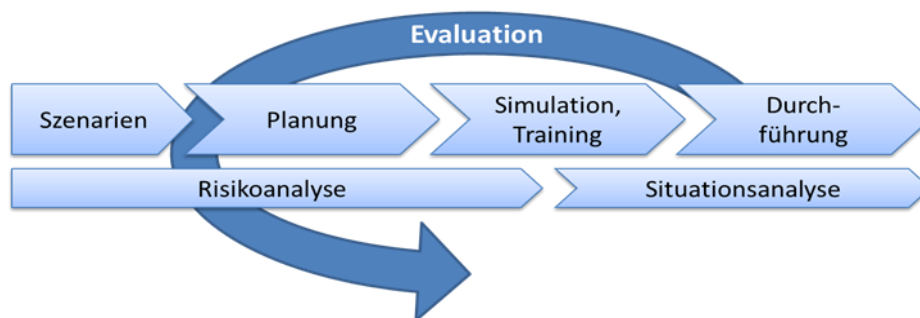 Evaluation
Szenarien
Planung
Simulation,
Training
Durch-
führung
Risikoanalyse
Situationsanalyse